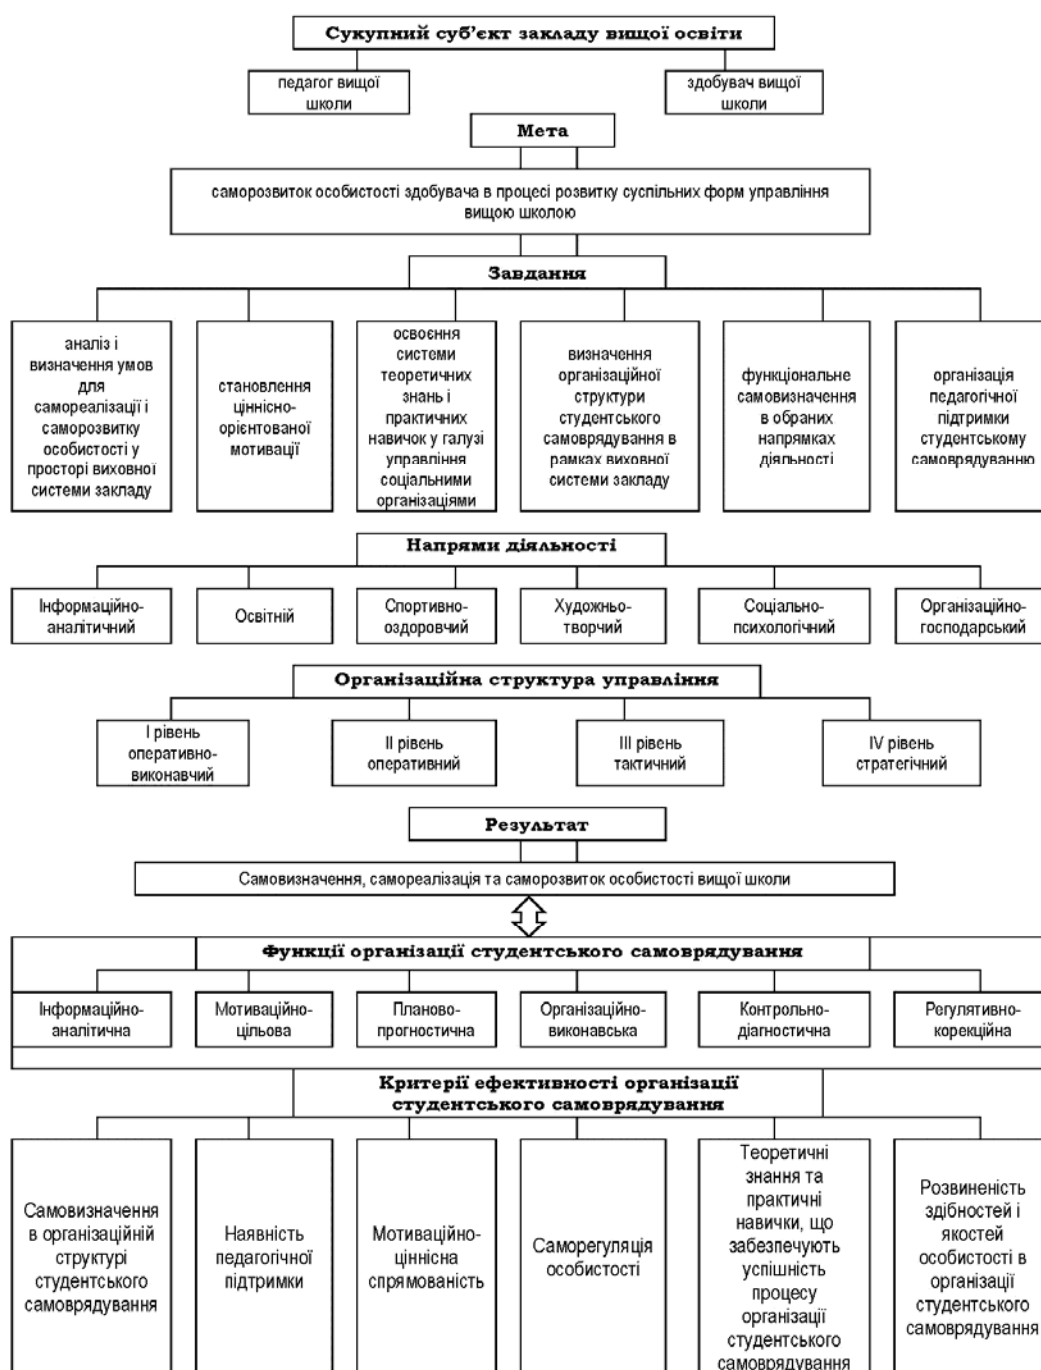 Сукупний суб’єкт закладу вищої освіти
педагог вищої
школи
здобувач вищої
школи
Мета
саморозвиток особистості здобувача в процесі розвитку суспільних форм управління
вищою школою
Завдання
аналіз і
визначення умов
для
самореалізації і
саморозвитку
особистості у
просторі виховної
системи закладу
становлення
ціннісно-
орієнтованої
мотивації
освоєння
системи
теоретичних
знань і
практичних
навичок у галузі
управління
соціальними
організаціями
визначення
організаційної
структури
студентського
самоврядування в
рамках виховної
системи закладу
функціональне
самовизначення
в обраних
напрямках
діяльності
організація
педагогічної
підтримки
студентському
самоврядуванню
Напрями діяльності
Інформаційно-
аналітичний
Освітній
Спортивно-
оздоровчий
Художньо-
творчий
Соціально-
психологічний
Організаційно-
господарський
Організаційна структура управління
I рівень
оперативно-
виконавчий
II рівень
оперативний
III рівень
тактичний
IV рівень
стратегічний
Результат
Самовизначення, самореалізація та саморозвиток особистості вищої школи
Функції організації студентського самоврядування
Інформаційно-
аналітична
Мотиваційно-
цільова
Планово-
прогностична
Організаційно-
виконавська
Контрольно-
діагностична
Регулятивно-
корекційна
Критерії ефективності організації
студентського самоврядування
Самовизначення
в організаційній
структурі
студентського
самоврядування
Наявність
педагогічної
підтримки
Мотиваційно-
ціннісна
спрямованість
Саморегуляція
особистості
Теоретичні
знання та
практичні
навички, що
забезпечують
успішність
процесу
організації
студентського
самоврядування
Розвиненість
здібностей і
якостей
особистості в
організації
студентського
самоврядування